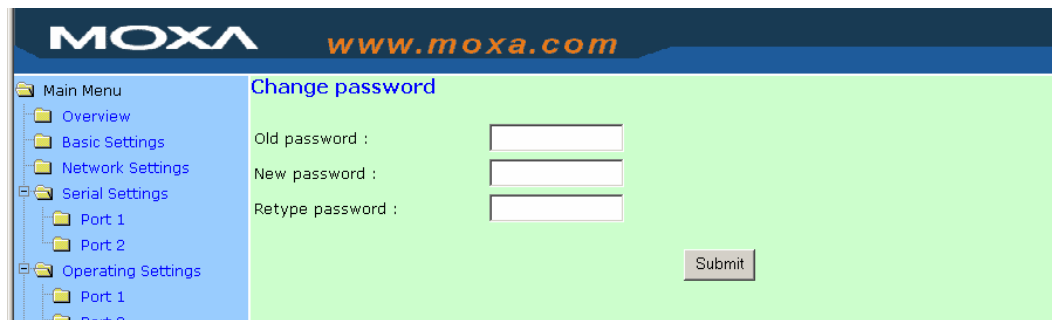 MOXA www.moxa.com
Main Menu
Overview
Basic Settings
Network Settings
Serial Settings
Port 1
Port 2
Operating Settings
Port 1
Change password
Old password :
New password :
Retype password :
Submit